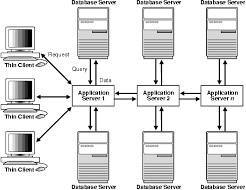 Database Server Database Server Database Server
Request
Thin Client
Query
Data
Application Server 1
Application Server 2
Application Server n
Thin Client
Thin Client
Database Server Database Server Database Server